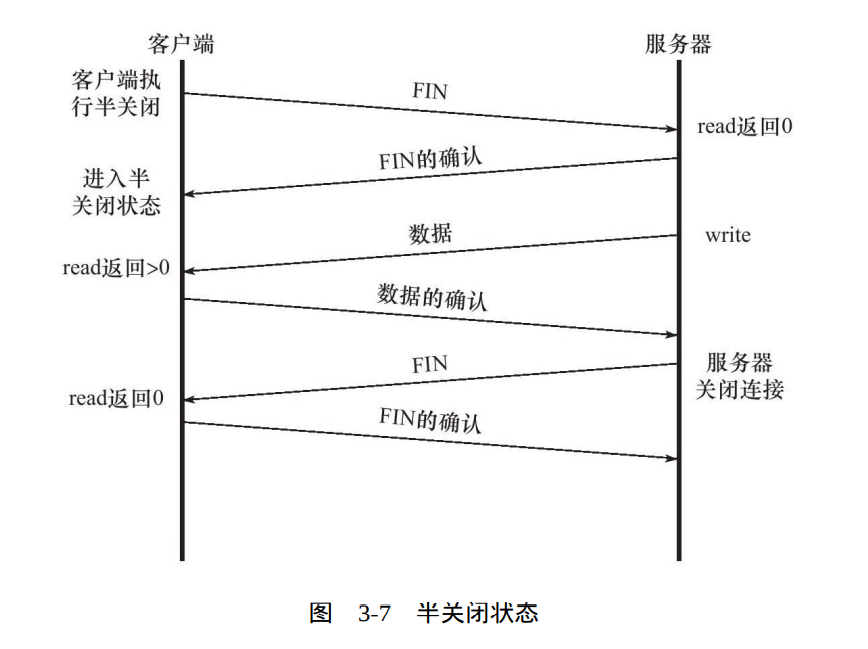 客户端
服务器
客户端执
行半关闭
FIN
read返回0
FIN的确认
进入半
关闭状态
数据
write
read返回>0
数据的确认
FIN
服务器
关闭连接
read返回0
FIN的确认
图 3-7 半关闭状态